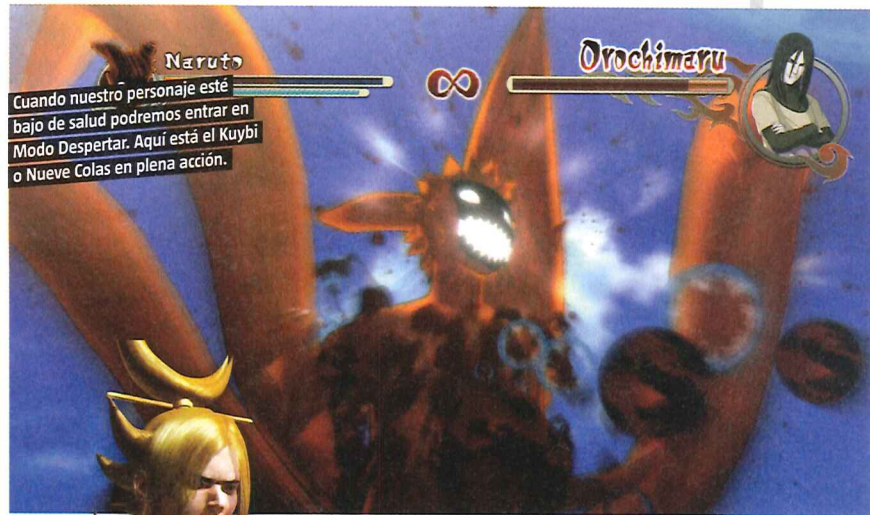 Naruto
Orochimaru
Cuando nuestro personaje esté
bajo de salud podremos entrar en
Modo Despertar. Aquí está el Kuybi
o Nueve Colas en plena acción.